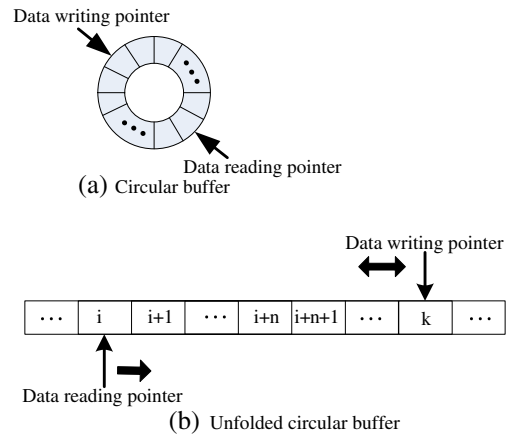 Data writing pointer
Data reading pointer
(a) Circular buffer
Data writing pointer
··· i i+1 ··· i+n i+n+1 ··· k ···
Data reading pointer
(b) Unfolded circular buffer